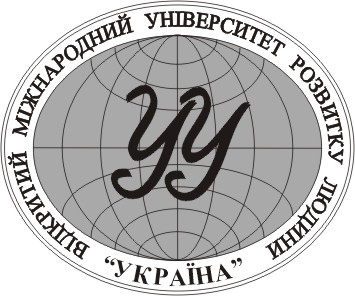 ВІДКРИТИЙ МІЖНАРОДНИЙ УНІВЕРСИТЕТ РОЗВИТКУ ЛЮДИНИ
УУ
“УКРАЇНА”